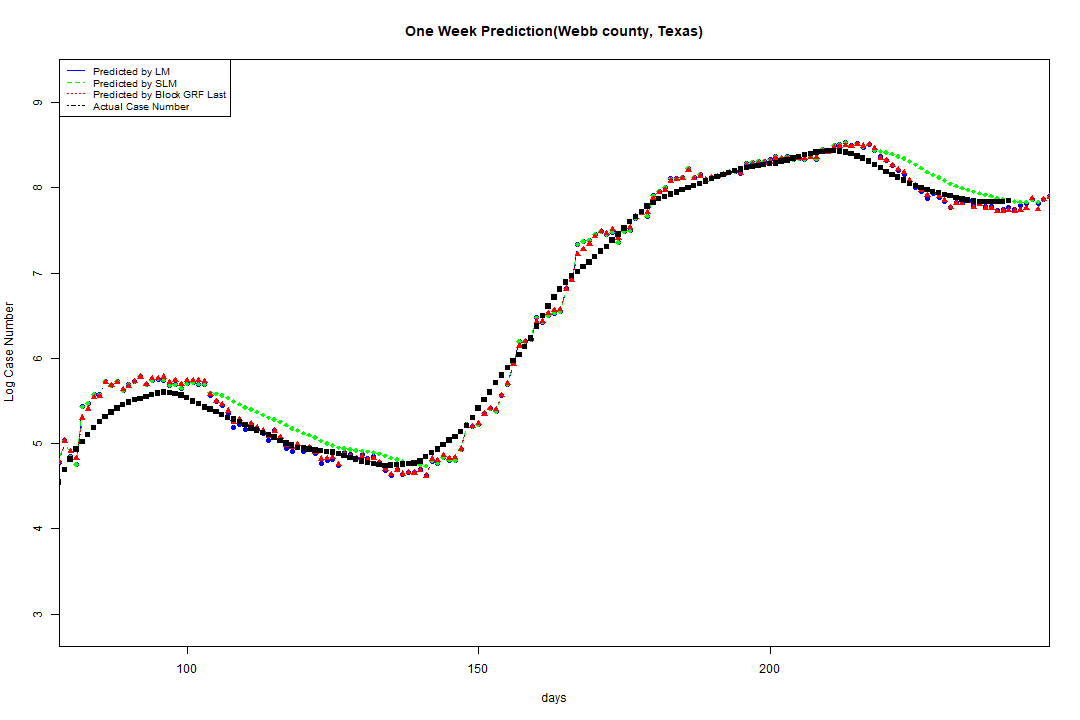 One Week Prediction(Webb county, Texas)
Predicted by LM
Predicted by SLM
Predicted by Block GRF Last
Actual Case Number
9
8
7
6
5
4
3
Log Case Number
100
150
200
days